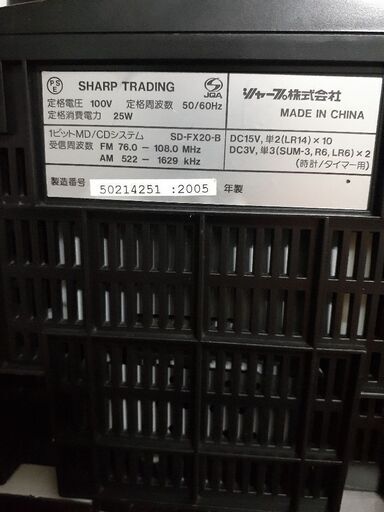 PSE SHARP TRADING JQA シャープ株式会社
定格電圧 100V 定格周波数 50/60Hz MADE IN CHINA
定格消費電力 25W
1ビットMD/CDシステム SD-FX20-B
受信周波数 FM 76.0 - 108.0 MHz
AM 522 - 1629 kHz
DC15V, 単2(LR14)×10
DC3V, 単3(SUM-3, R6, LR6)×2
(時計/タイマー用)
製造番号 50214251 :2005 年製